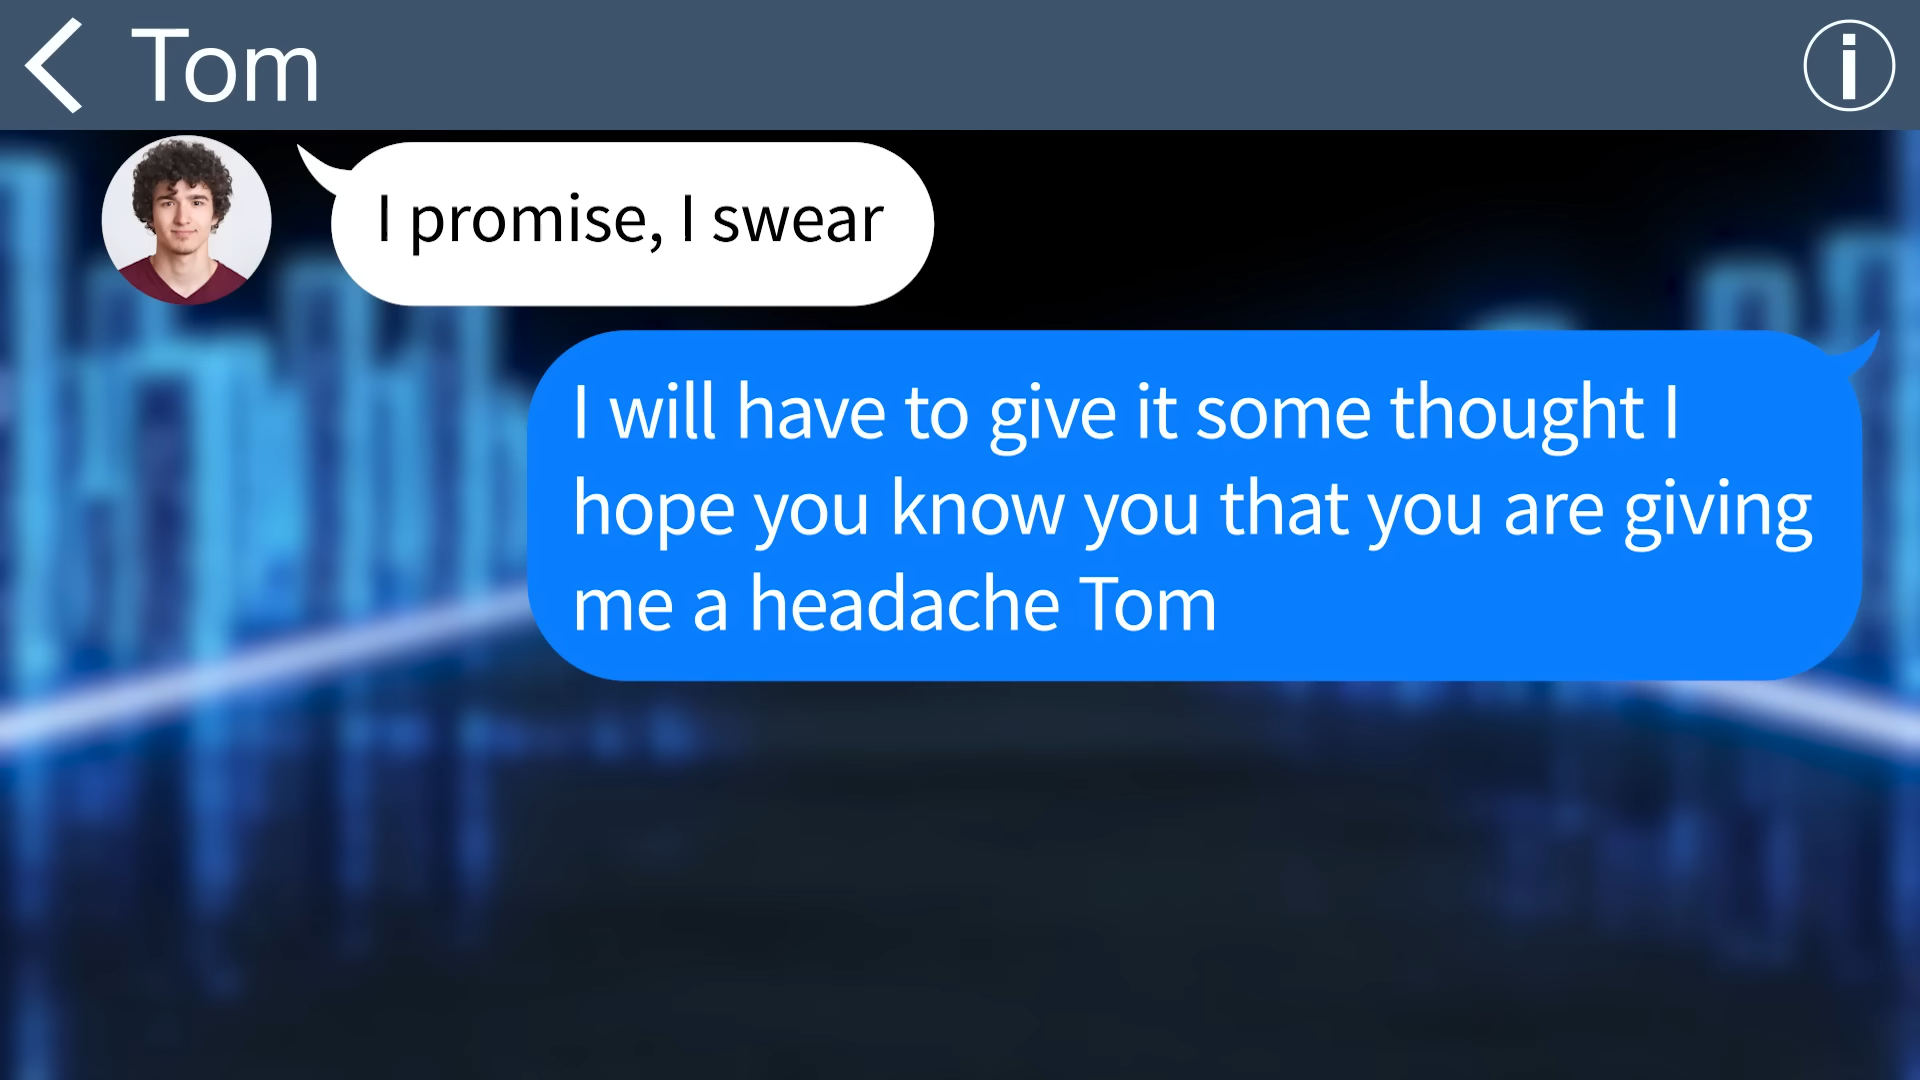 Tom
I promise, I swear
I will have to give it some thought I
hope you know you that you are giving
me a headache Tom